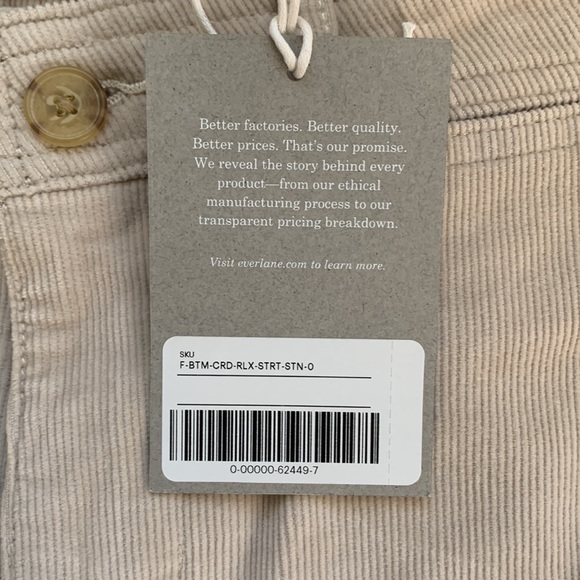 Better factories. Better quality.
Better prices. That's our promise.
We reveal the story behind every
product—from our ethical
manufacturing process to our
transparent pricing breakdown.
Visit everlane.com to learn more.
SKU
F-BTM-CRD-RLX-STRT-STN-0
0-00000-62449-7